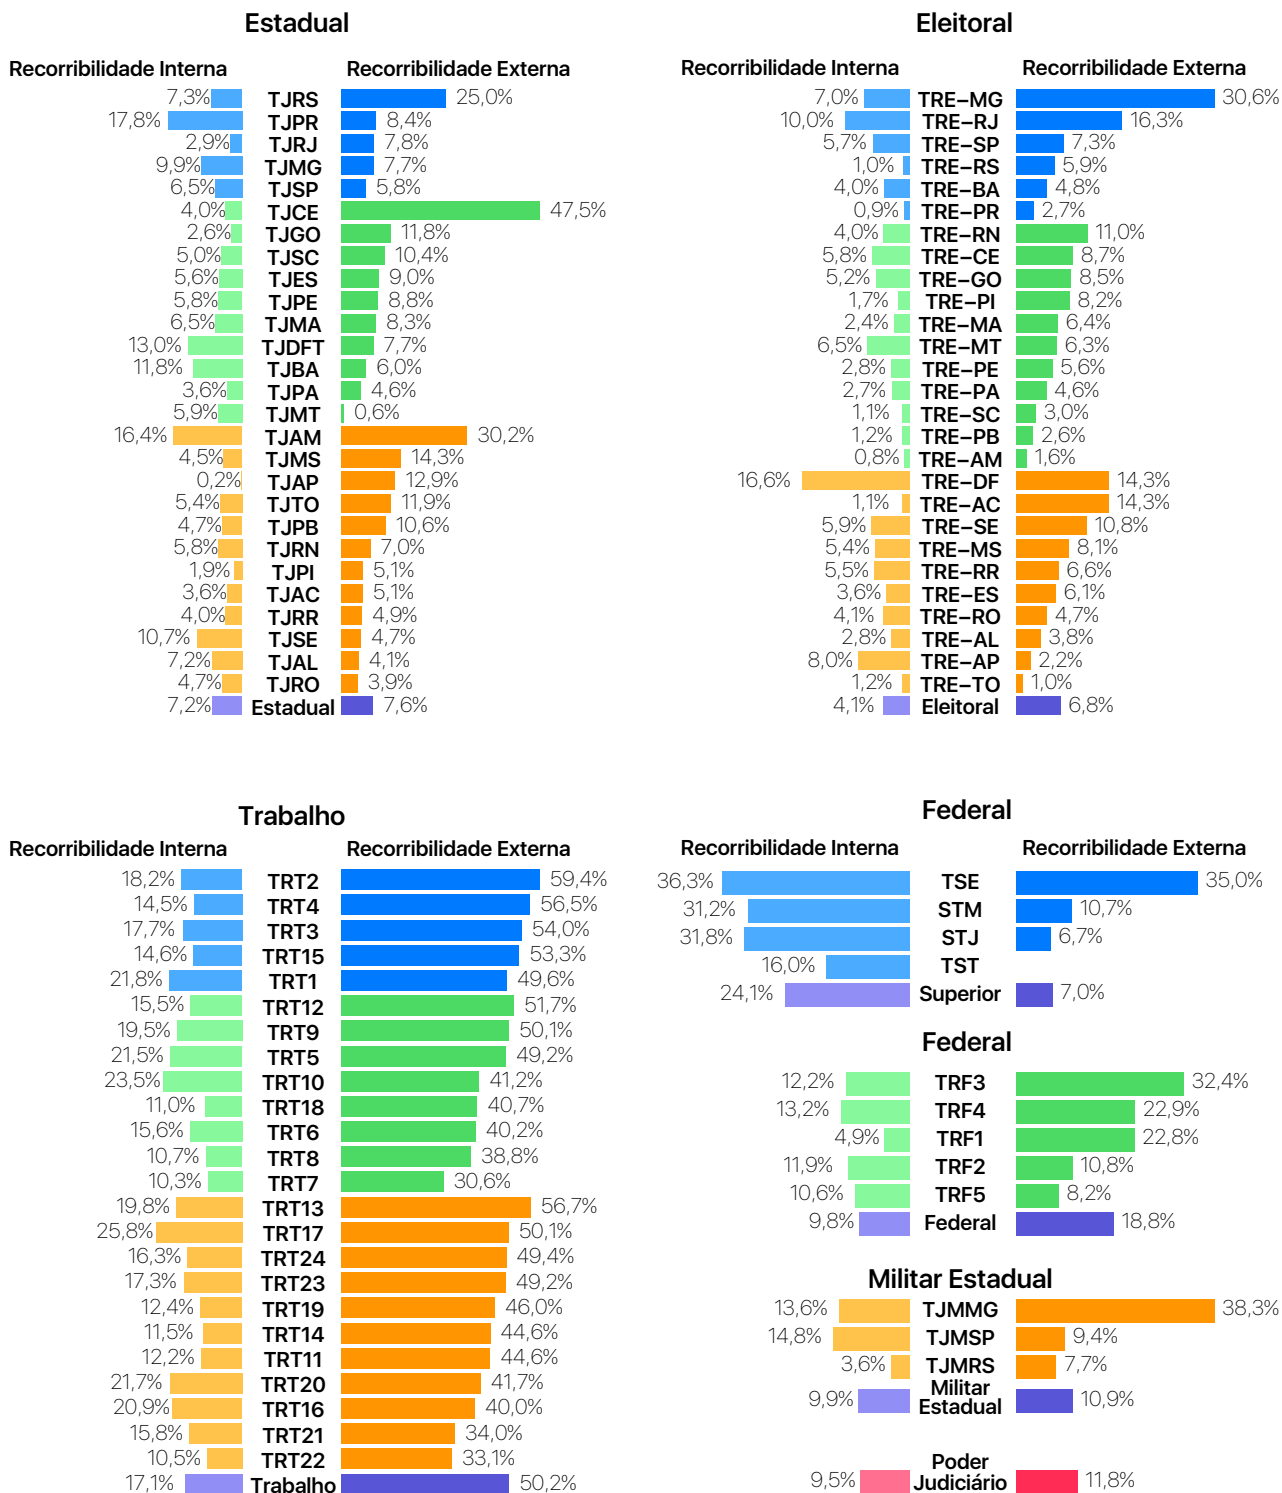 Estadual
Recorribilidade Interna Recorribilidade Externa
7,3% TJRS 25,0%
17,8% TJPR 8,4%
2,9% TJRJ 7,8%
9,9% TJMG 7,7%
6,5% TJSP 5,8%
4,0% TJCE 47,5%
2,6% TJGO 11,8%
5,0% TJSC 10,4%
5,6% TJES 9,0%
5,8% TJPE 8,8%
6,5% TJMA 8,3%
13,0% TJDFT 7,7%
11,8% TJBA 6,0%
3,6% TJPA 4,6%
5,9% TJMT 0,6%
16,4% TJAM 30,2%
4,5% TJMS 14,3%
0,2% TJAP 12,9%
5,4% TJTO 11,9%
4,7% TJPB 10,6%
5,8% TJRN 7,0%
1,9% TJPI 5,1%
3,6% TJAC 5,1%
4,0% TJRR 4,9%
10,7% TJSE 4,7%
7,2% TJAL 4,1%
4,7% TJRO 3,9%
7,2% Estadual 7,6%
Eleitoral
Recorribilidade Interna Recorribilidade Externa
7,0% TRE–MG 30,6%
10,0% TRE–RJ 16,3%
5,7% TRE–SP 7,3%
1,0% TRE–RS 5,9%
4,0% TRE–BA 4,8%
0,9% TRE–PR 2,7%
4,0% TRE–RN 11,0%
5,8% TRE–CE 8,7%
5,2% TRE–GO 8,5%
1,7% TRE–PI 8,2%
2,4% TRE–MA 6,4%
6,5% TRE–MT 6,3%
2,8% TRE–PE 5,6%
2,7% TRE–PA 4,6%
1,1% TRE–SC 3,0%
1,2% TRE–PB 2,6%
0,8% TRE–AM 1,6%
16,6% TRE–DF 14,3%
1,1% TRE–AC 14,3%
5,9% TRE–SE 10,8%
5,4% TRE–MS 8,1%
5,5% TRE–RR 6,6%
3,6% TRE–ES 6,1%
4,1% TRE–RO 4,7%
2,8% TRE–AL 3,8%
8,0% TRE–AP 2,2%
1,2% TRE–TO 1,0%
4,1% Eleitoral 6,8%
Trabalho
Recorribilidade Interna Recorribilidade Externa
18,2% TRT2 59,4%
14,5% TRT4 56,5%
17,7% TRT3 54,0%
14,6% TRT15 53,3%
21,8% TRT1 49,6%
15,5% TRT12 51,7%
19,5% TRT9 50,1%
21,5% TRT5 49,2%
23,5% TRT10 41,2%
11,0% TRT18 40,7%
15,6% TRT6 40,2%
10,7% TRT8 38,8%
10,3% TRT7 30,6%
19,8% TRT13 56,7%
25,8% TRT17 50,1%
16,3% TRT24 49,4%
17,3% TRT23 49,2%
12,4% TRT19 46,0%
11,5% TRT14 44,6%
12,2% TRT11 44,6%
21,7% TRT20 41,7%
20,9% TRT16 40,0%
15,8% TRT21 34,0%
10,5% TRT22 33,1%
17,1% Trabalho 50,2%
Federal
Recorribilidade Interna Recorribilidade Externa
36,3% TSE 35,0%
31,2% STM 10,7%
31,8% STJ 6,7%
16,0% TST
24,1% Superior 7,0%
Federal
12,2% TRF3 32,4%
13,2% TRF4 22,9%
4,9% TRF1 22,8%
11,9% TRF2 10,8%
10,6% TRF5 8,2%
9,8% Federal 18,8%
Militar Estadual
13,6% TJMMG 38,3%
14,8% TJMSP 9,4%
3,6% TJMRS 7,7%
Militar
9,9% Estadual 10,9%
Poder
9,5% Judiciário 11,8%